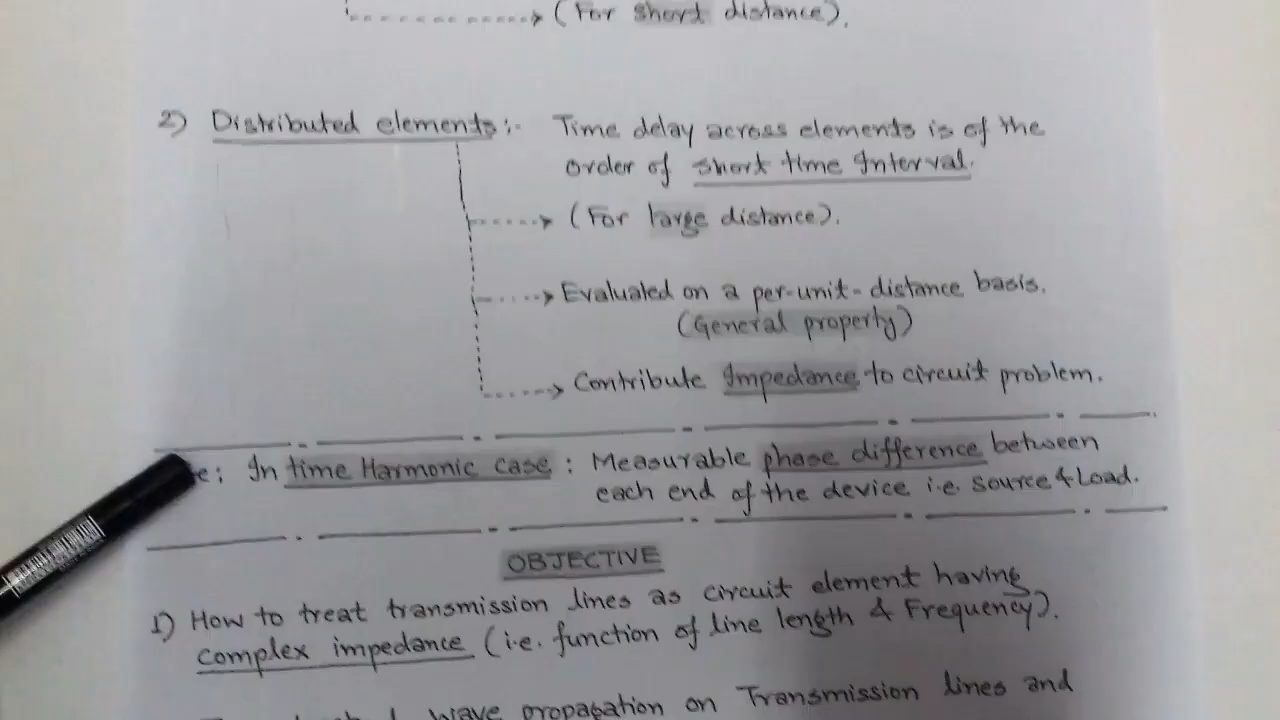 (For short distance).
2) Distributed elements:- Time delay across elements is of the
order of short time Interval.
(For large distance).
Evaluated on a per-unit-distance basis.
(General property)
Contribute Impedance to circuit problem.
e: In time Harmonic case : Measurable phase difference between
each end of the device i.e. source & Load.
OBJECTIVE
1) How to treat transmission lines as circuit element having
complex impedance (i.e. function of line length & Frequency).
wave propagation on Transmission lines and